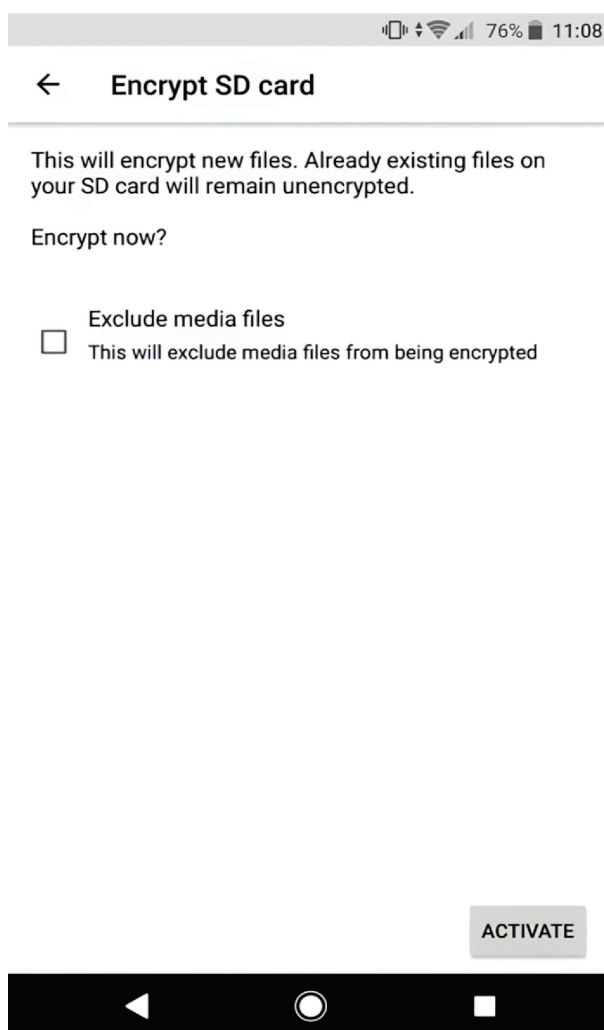 76% 11:08
Encrypt SD card
This will encrypt new files. Already existing files on
your SD card will remain unencrypted.
Encrypt now?
Exclude media files
This will exclude media files from being encrypted
ACTIVATE